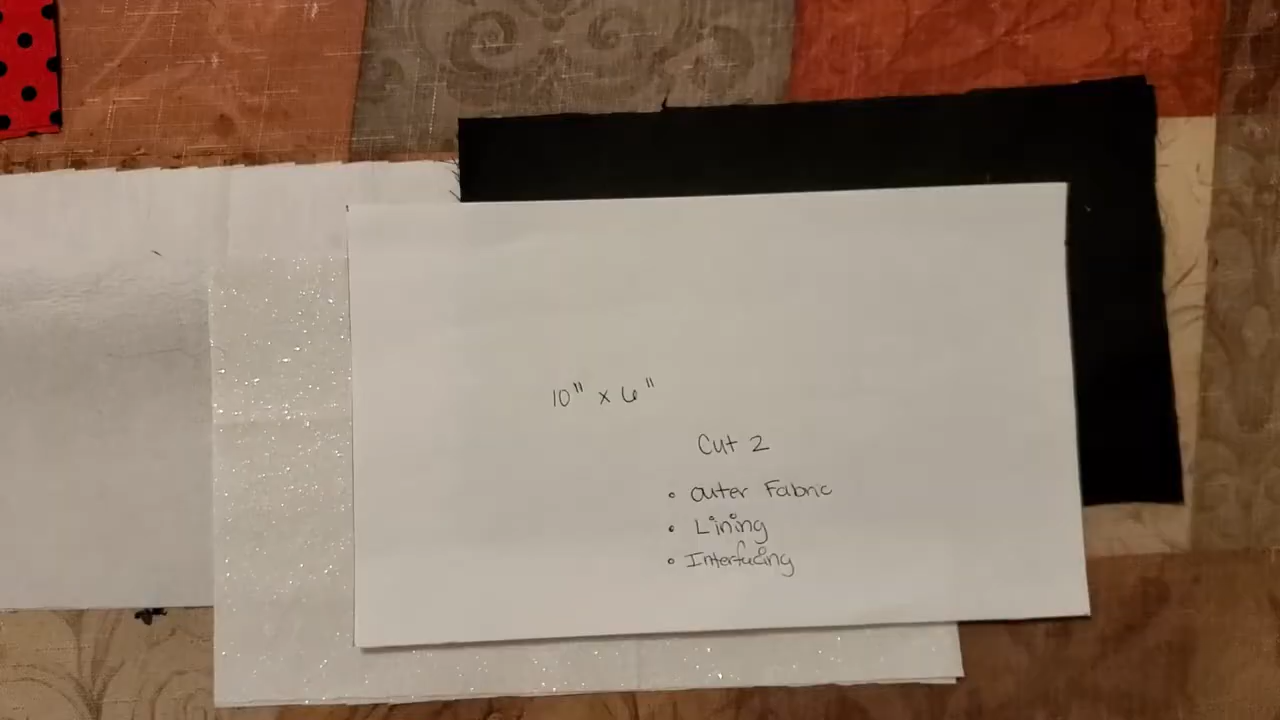 10" x 6"
Cut 2
• Outer Fabric
• Lining
• Interfacing